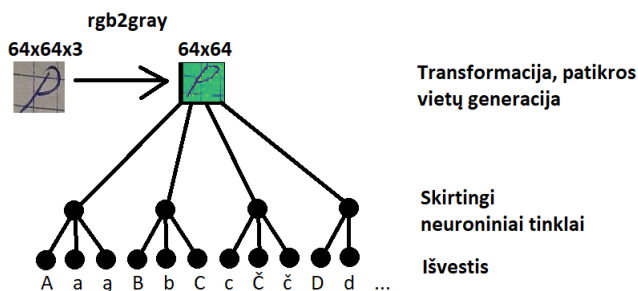 rgb2gray
64x64x3
64x64
Transformacija, patikros
vietų generacija
Skirtingi
neuroniniai tinklai
Išvestis
A a ą B b C c Č č D d ...